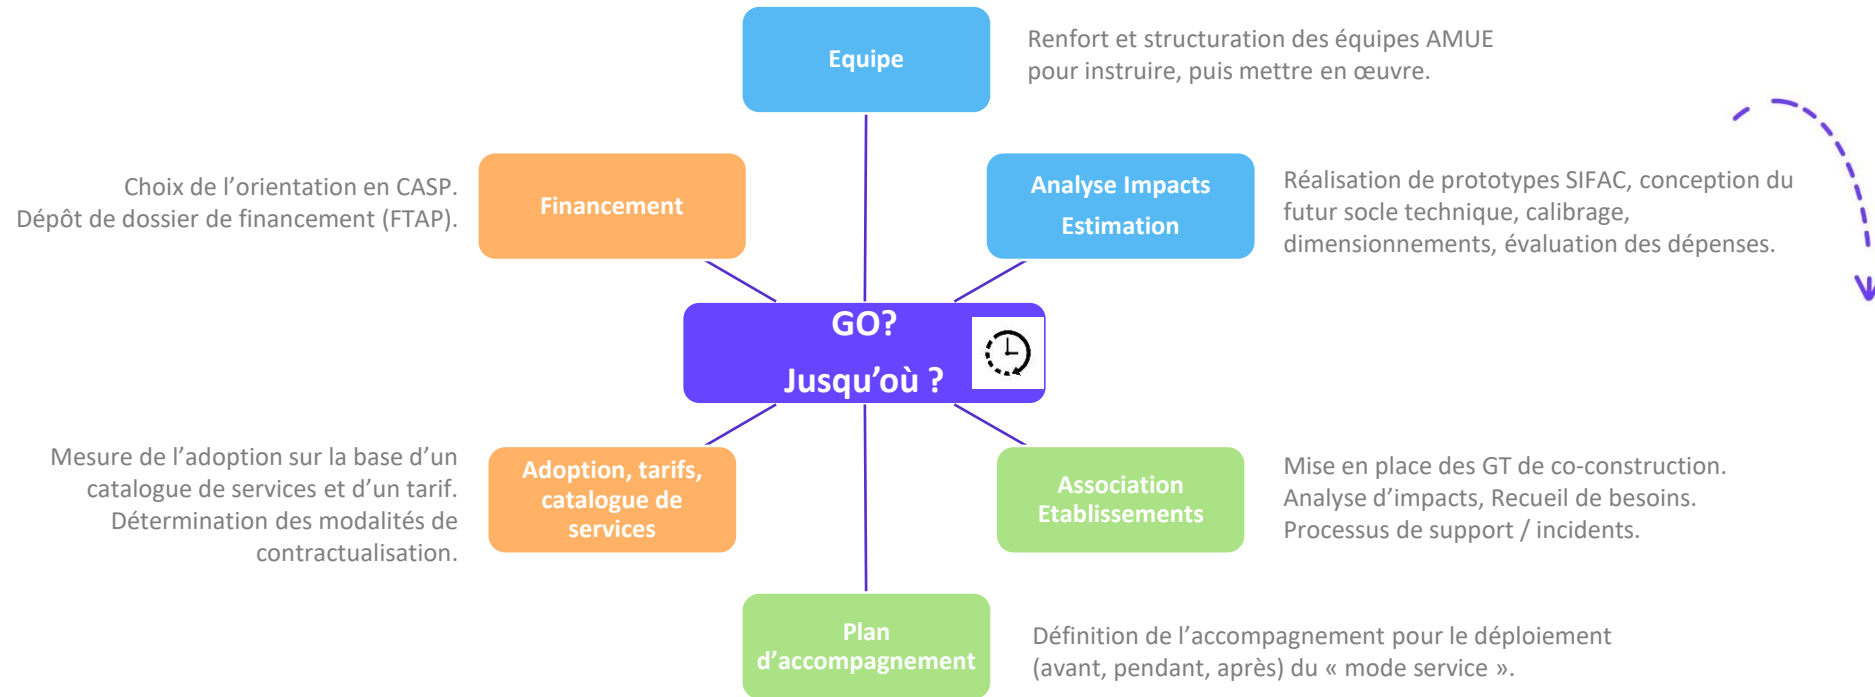 Equipe
Renfort et structuration des équipes AMUE
pour instruire, puis mettre en œuvre.
Choix de l’orientation en CASP.
Dépôt de dossier de financement (FTAP).
Financement
Analyse Impacts
Estimation
Réalisation de prototypes SIFAC, conception du
futur socle technique, calibrage,
dimensionnements, évaluation des dépenses.
GO?
Jusqu’où ?
Mesure de l’adoption sur la base d’un
catalogue de services et d’un tarif.
Détermination des modalités de
contractualisation.
Adoption, tarifs,
catalogue de
services
Association
Etablissements
Mise en place des GT de co-construction.
Analyse d’impacts, Recueil de besoins.
Processus de support / incidents.
Plan
d’accompagnement
Définition de l’accompagnement pour le déploiement
(avant, pendant, après) du « mode service ».